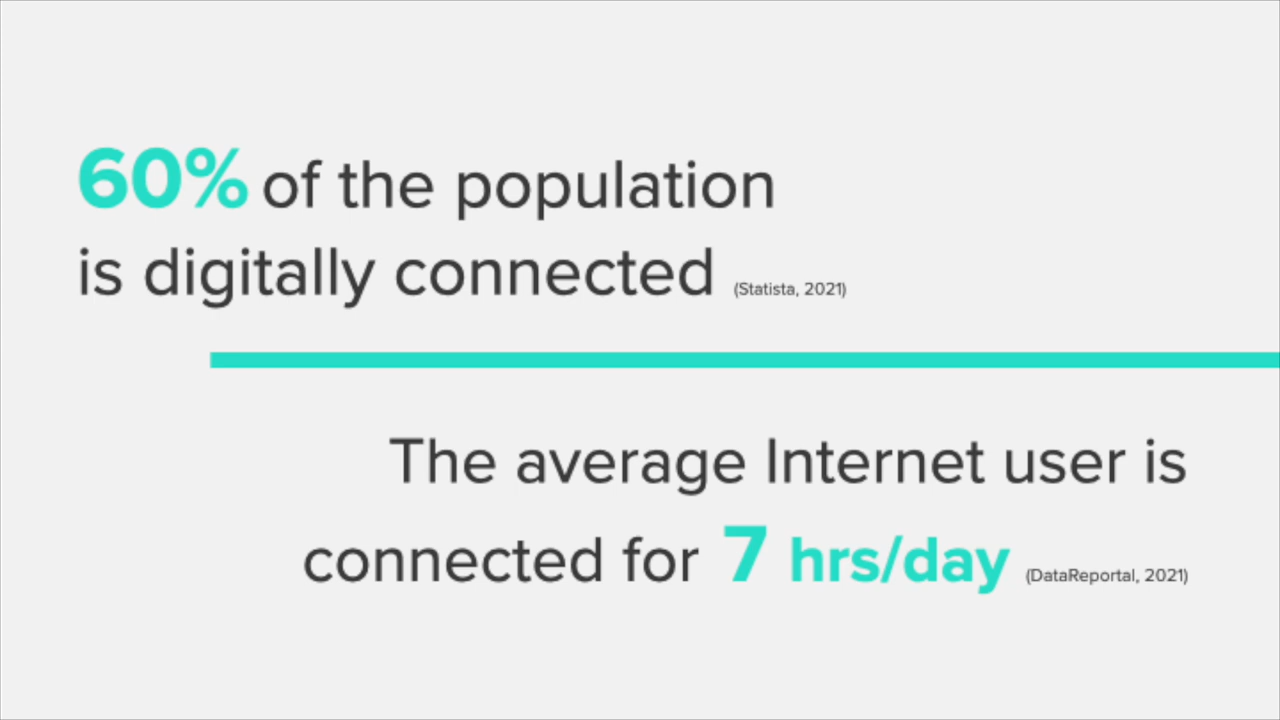 60% of the population
is digitally connected (Statista, 2021)
The average Internet user is
connected for 7 hrs/day (DataReportal, 2021)